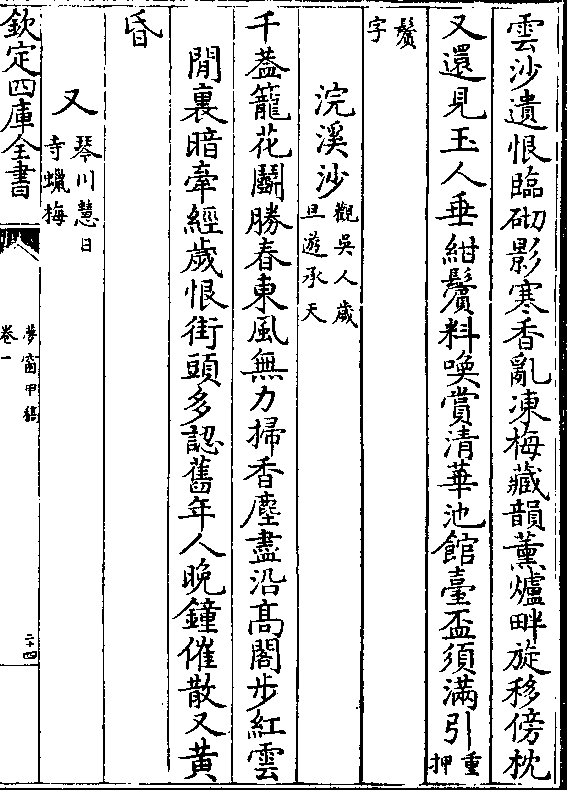 雲沙遺恨臨砌影寒香亂凍梅藏韻薰爐畔旋移傍枕
又還見玉人垂紺鬢料喚賞清華池館臺盃須滿引重押
鬢字
浣溪沙觀吳人歲旦遊承天
千葢籠花鬬勝春東風無力掃香塵盡沿髙閣步紅雲
閒裏暗牽經歲恨街頭多認舊年人晚鐘催散又黄
昏
又琴川慧日寺蠟梅
欽定四庫全書
夢窗甲稿
卷一
二十四